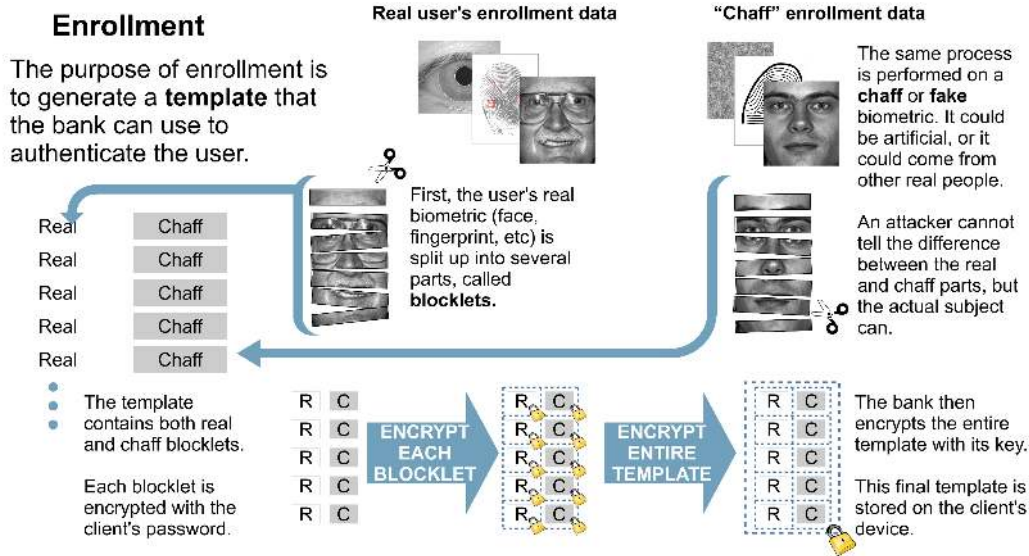 Enrollment
The purpose of enrollment is
to generate a template that
the bank can use to
authenticate the user.
Real user's enrollment data
“Chaff” enrollment data
The same process
is performed on a
chaff or fake
biometric. It could
be artificial, or it
could come from
other real people.
First, the user's real
biometric (face,
fingerprint, etc) is
split up into several
parts, called
blocklets.
An attacker cannot
tell the difference
between the real
and chaff parts, but
the actual subject
can.
Real Chaff
Real Chaff
Real Chaff
Real Chaff
Real Chaff
The template
contains both real
and chaff blocklets.
Each blocklet is
encrypted with the
client's password.
R C
R C
R C
R C
R C
ENCRYPT
EACH
BLOCKLET
R C
R C
R C
R C
R C
ENCRYPT
ENTIRE
TEMPLATE
R C
R C
R C
R C
R C
The bank then
encrypts the entire
template with its key.
This final template is
stored on the client's
device.